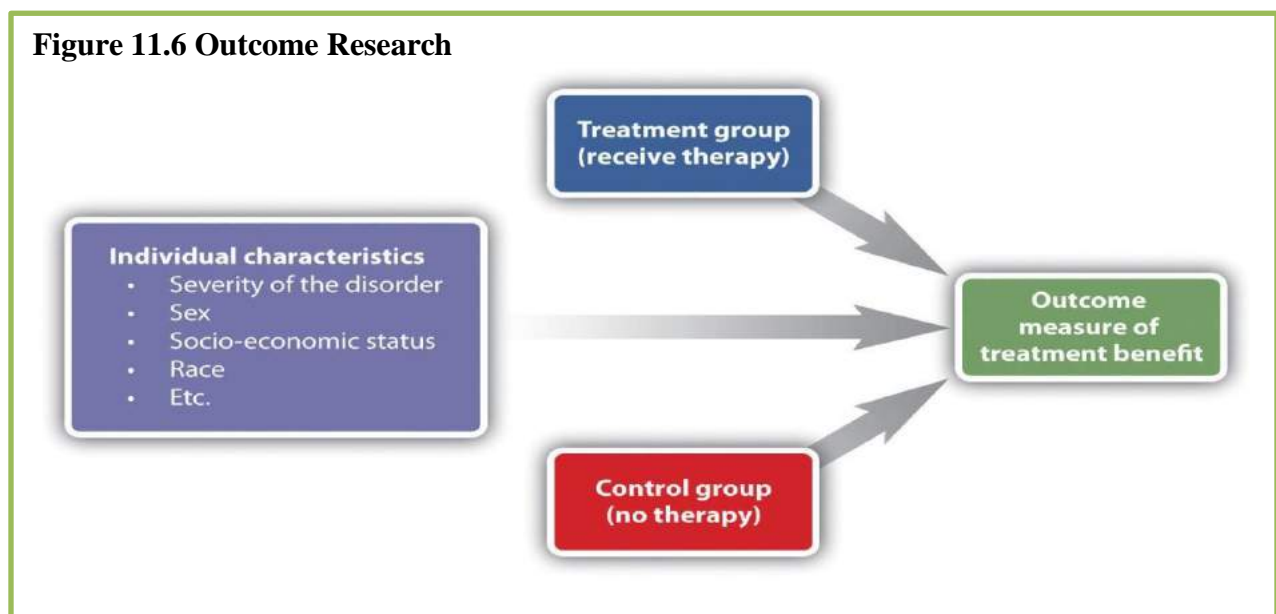 Figure 11.6 Outcome Research
Treatment group
(receive therapy)
Individual characteristics
• Severity of the disorder
• Sex
• Socio-economic status
• Race
• Etc.
Outcome
measure of
treatment benefit
Control group
(no therapy)